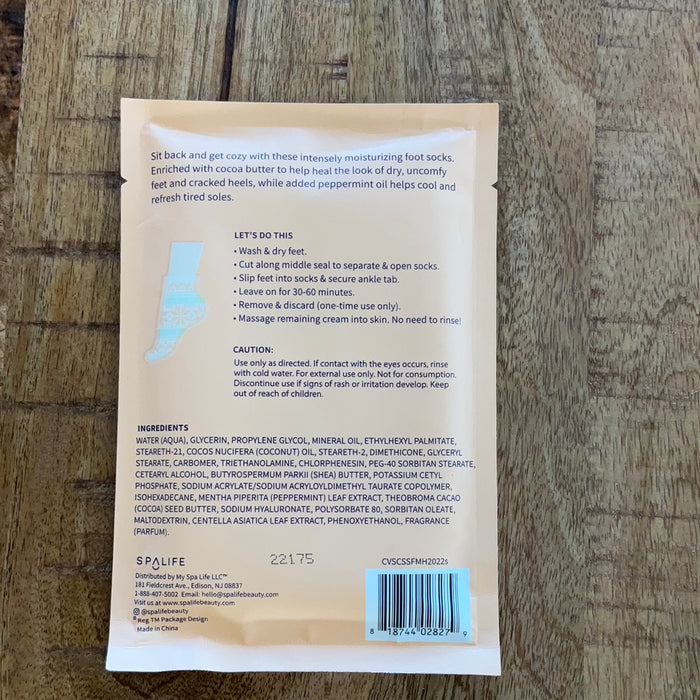 Sit back and get cozy with these intensely moisturizing foot socks.
Enriched with cocoa butter to help heal the look of dry, uncomfy
feet and cracked heels, while added peppermint oil helps cool and
refresh tired soles.
LET'S DO THIS
• Wash & dry feet.
• Cut along middle seal to separate & open socks.
• Slip feet into socks & secure ankle tab.
• Leave on for 30-60 minutes.
• Remove & discard (one-time use only).
• Massage remaining cream into skin. No need to rinse!
CAUTION:
Use only as directed. If contact with the eyes occurs, rinse
with cold water. For external use only. Not for consumption.
Discontinue use if signs of rash or irritation develop. Keep
out of reach of children.
INGREDIENTS
WATER (AQUA), GLYCERIN, PROPYLENE GLYCOL, MINERAL OIL, ETHYLHEXYL PALMITATE,
STEARETH-21, COCOS NUCIFERA (COCONUT) OIL, STEARETH-2, DIMETHICONE, GLYCERYL
STEARATE, CARBOMER, TRIETHANOLAMINE, CHLORPHENESIN, PEG-40 SORBITAN STEARATE,
CETEARYL ALCOHOL, BUTYROSPERMUM PARKII (SHEA) BUTTER, POTASSIUM CETYL
PHOSPHATE, SODIUM ACRYLATE/SODIUM ACRYLOYLDIMETHYL TAURATE COPOLYMER,
ISOHEXADECANE, MENTHA PIPERITA (PEPPERMINT) LEAF EXTRACT, THEOBROMA CACAO
(COCOA) SEED BUTTER, SODIUM HYALURONATE, POLYSORBATE 80, SORBITAN OLEATE,
MALTODEXTRIN, CENTELLA ASIATICA LEAF EXTRACT, PHENOXYETHANOL, FRAGRANCE
(PARFUM).
SPALIFE
22175
CVSCSSFMH2022s
Distributed by My Spa Life LLC™
181 Fieldcrest Ave., Edison, NJ 08837
1-888-407-5002 Email: hello@spalifebeauty.com
Visit us at www.spalifebeauty.com
@spalifebeauty
®Reg TM Package Design
Made in China
8 18744 02827 9